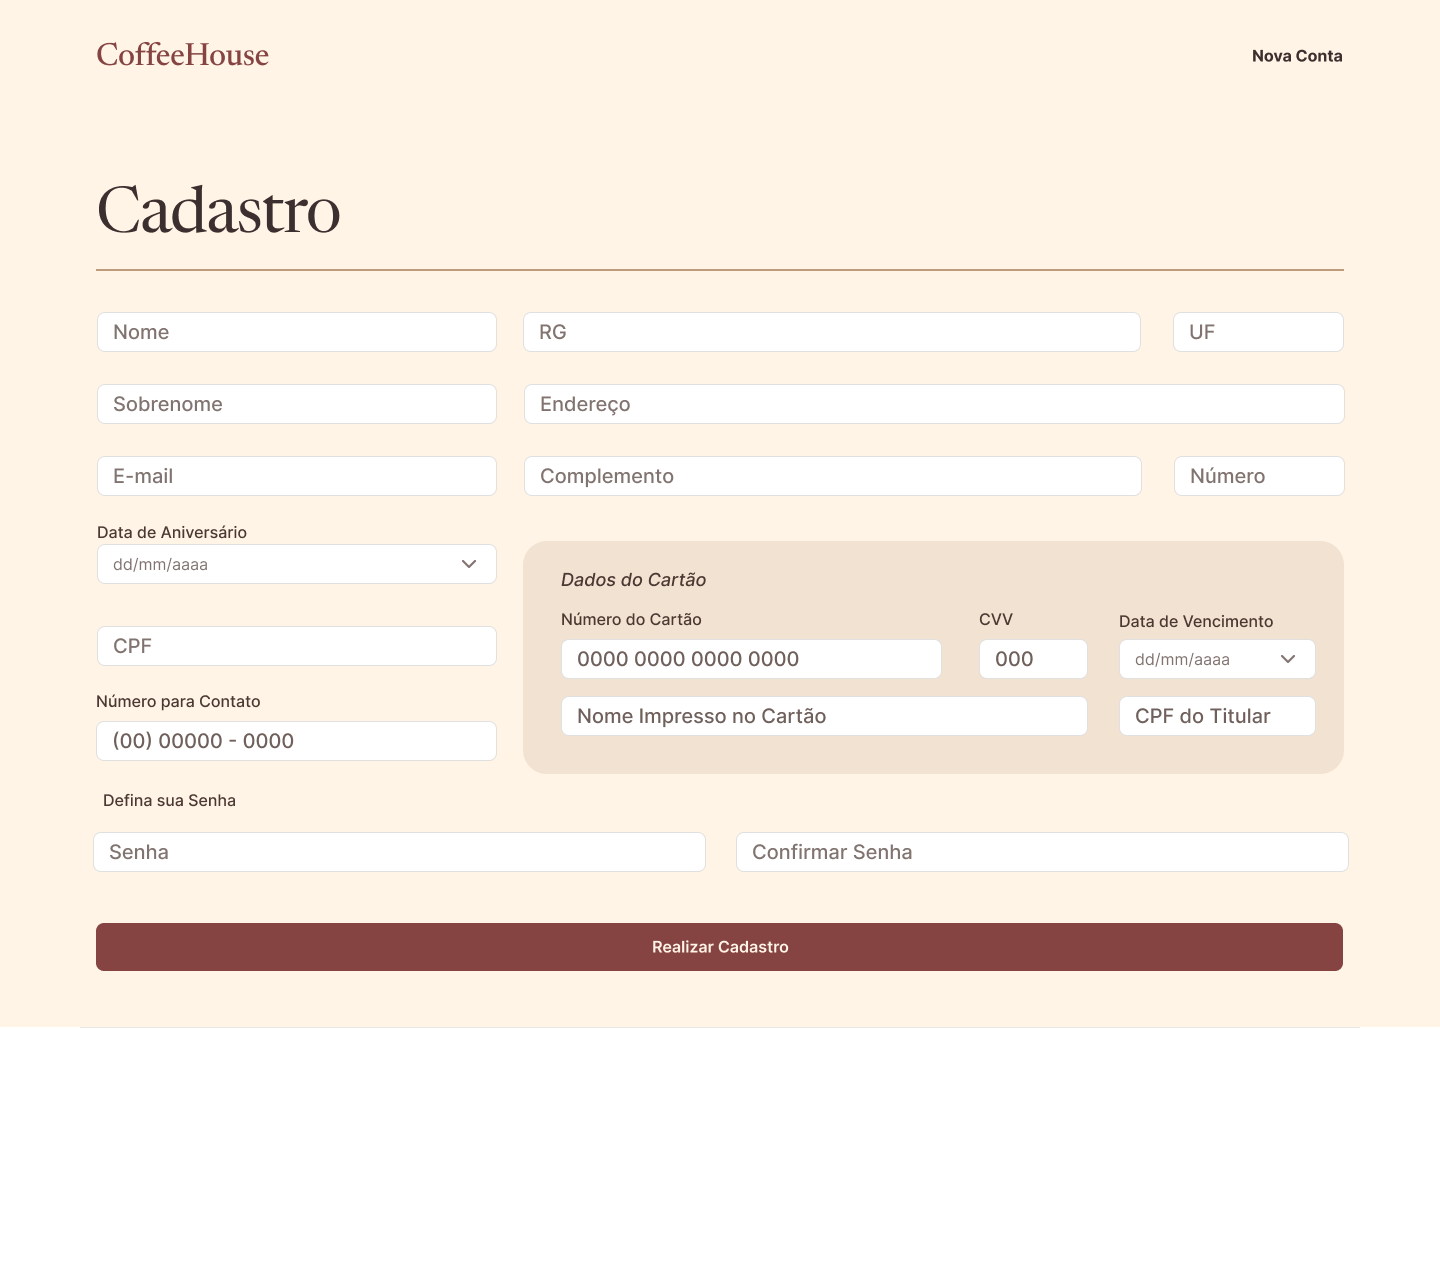 CoffeeHouse
Nova Conta
Cadastro
Nome
RG
UF
Sobrenome
Endereço
E-mail
Complemento
Número
Data de Aniversário
dd/mm/aaaa
CPF
Número para Contato
(00) 00000 - 0000
Dados do Cartão
Número do Cartão
CVV
Data de Vencimento
0000 0000 0000 0000
000
dd/mm/aaaa
Nome Impresso no Cartão
CPF do Titular
Defina sua Senha
Senha
Confirmar Senha
Realizar Cadastro